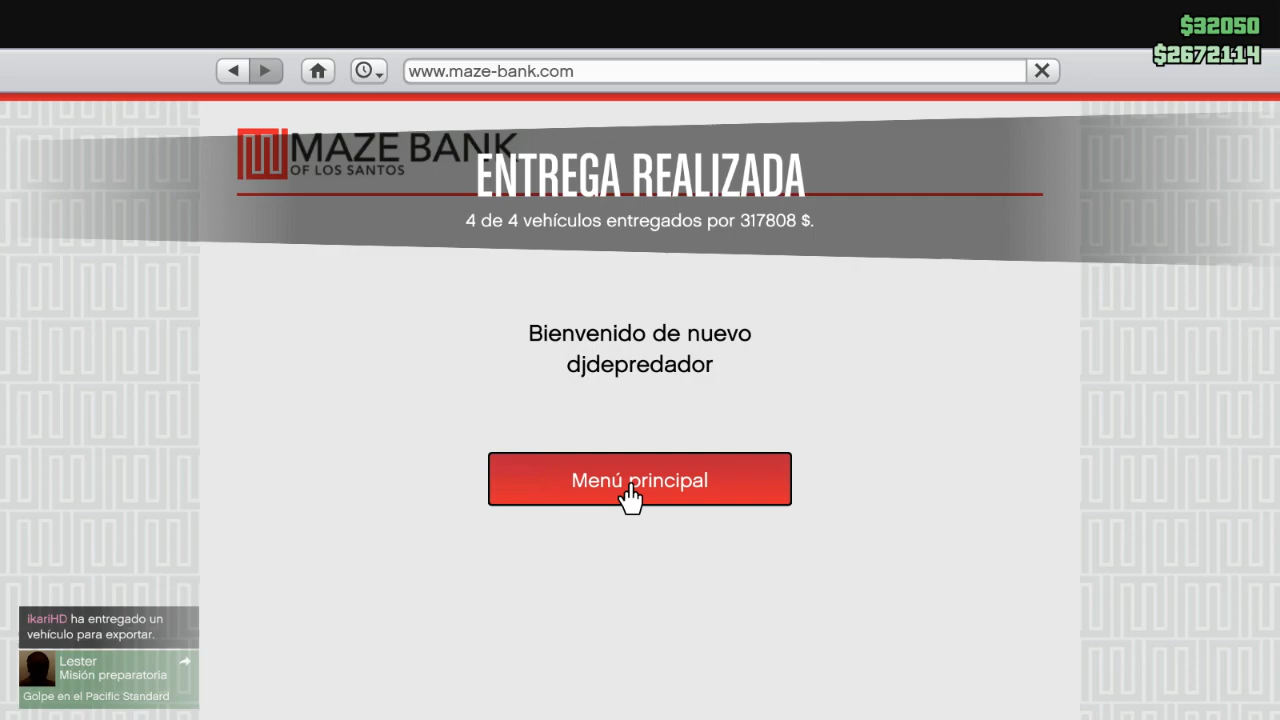 $32050
$2672114
www.maze-bank.com
MAZE BANK
OF LOS SANTOS
ENTREGA REALIZADA
4 de 4 vehículos entregados por 317808 $.
Bienvenido de nuevo
djdepredador
Menú principal
ikariHD ha entregado un
vehículo para exportar.
Lester
Misión preparatoria
Golpe en el Pacific Standard